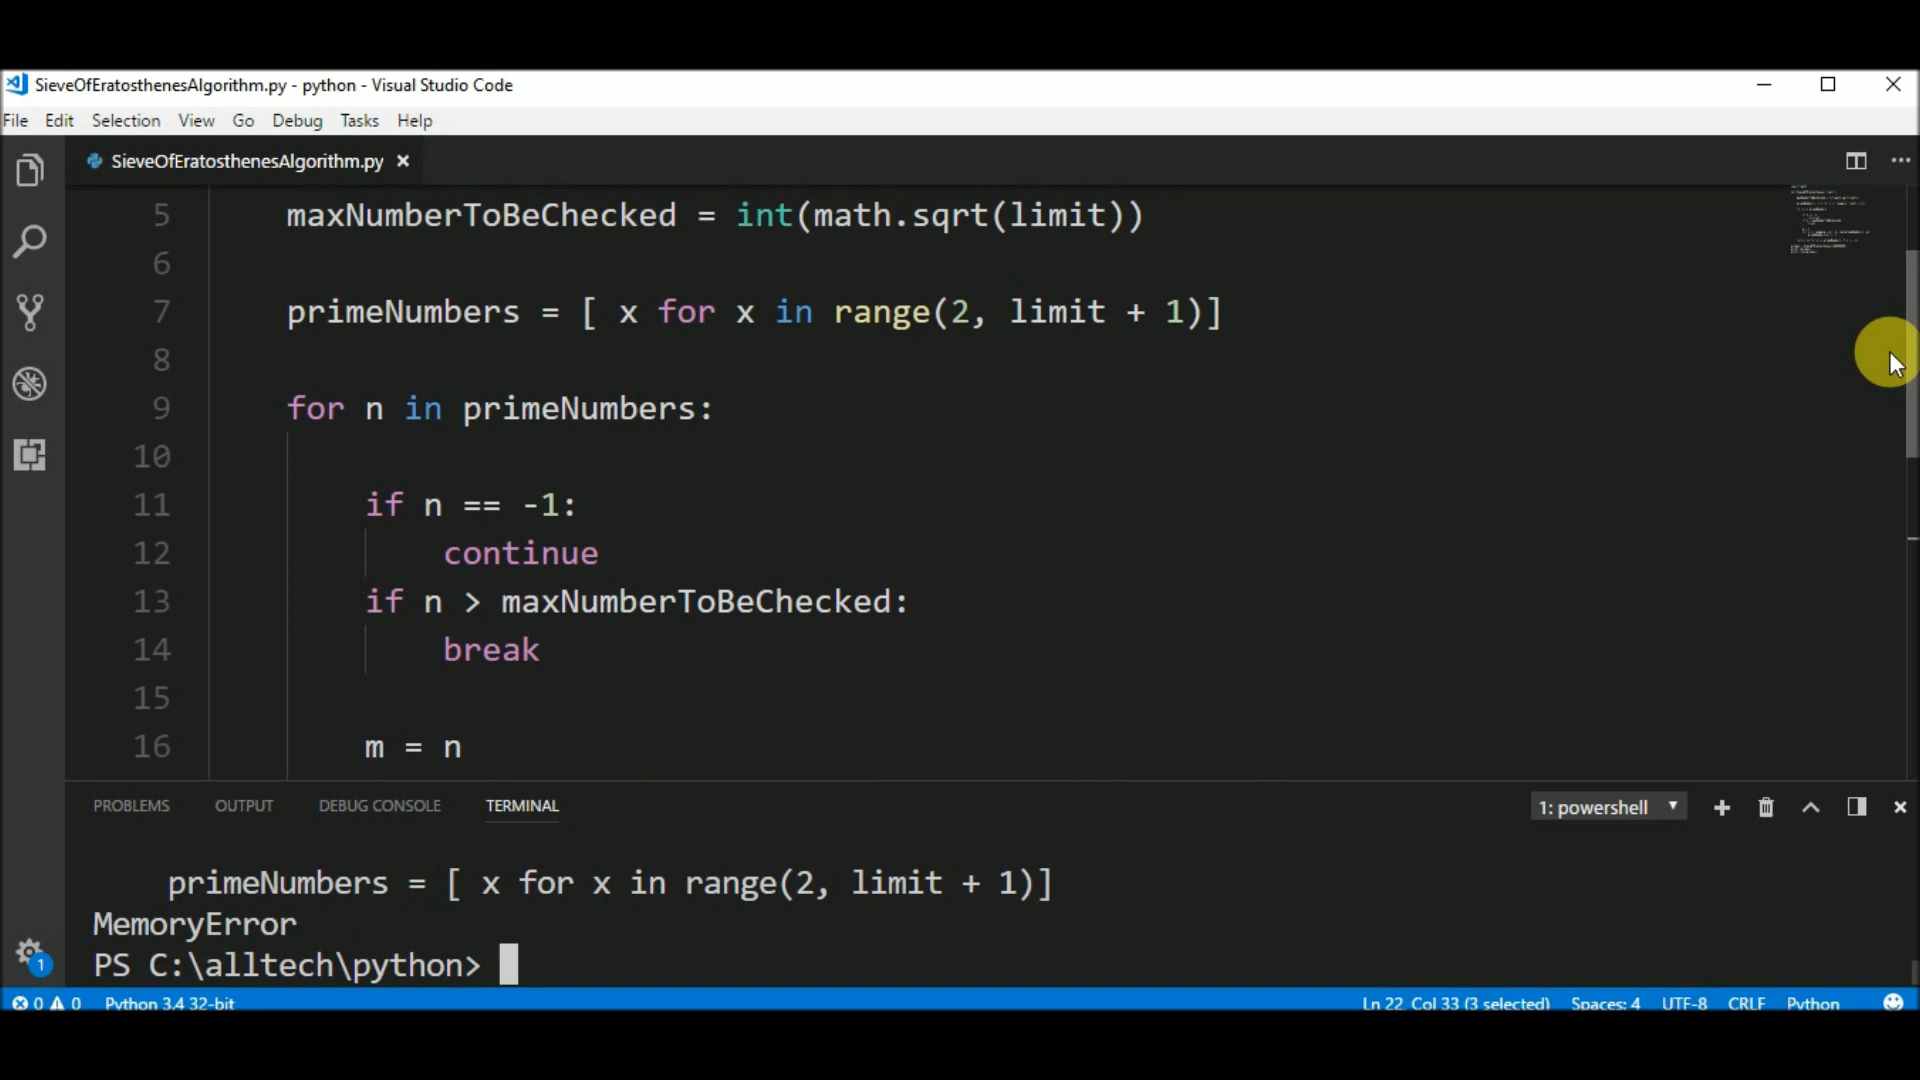 SieveOfEratosthenesAlgorithm.py - python - Visual Studio Code
File Edit Selection View Go Debug Tasks Help
SieveOfEratosthenesAlgorithm.py
5 maxNumberToBeChecked = int(math.sqrt(limit))
6
7 primeNumbers = [ x for x in range(2, limit + 1)]
8
9 for n in primeNumbers:
10
11 if n == -1:
12 continue
13 if n > maxNumberToBeChecked:
14 break
15
16 m = n
PROBLEMS OUTPUT DEBUG CONSOLE TERMINAL 1: powershell
primeNumbers = [ x for x in range(2, limit + 1)]
MemoryError
PS C:\alltech\python>
1
0 0 Python 3.4 32-bit Ln 22, Col 33 (3 selected) Spaces: 4 UTF-8 CRLF Python